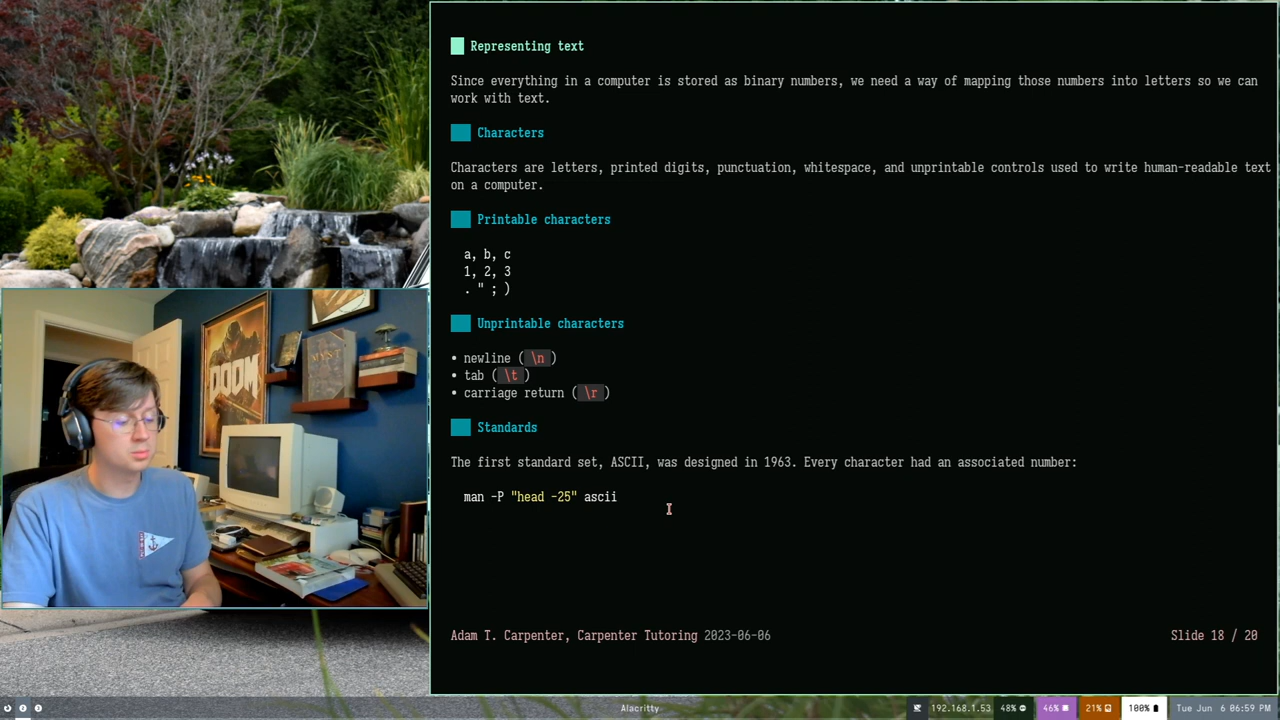 Representing text
Since everything in a computer is stored as binary numbers, we need a way of mapping those numbers into letters so we can
work with text.
Characters
Characters are letters, printed digits, punctuation, whitespace, and unprintable controls used to write human-readable text
on a computer.
Printable characters
a, b, c
1, 2, 3
. " ; )
Unprintable characters
• newline ( \n )
• tab ( \t )
• carriage return ( \r )
Standards
The first standard set, ASCII, was designed in 1963. Every character had an associated number:
man -P "head -25" ascii
Adam T. Carpenter, Carpenter Tutoring 2023-06-06
Slide 18 / 20
DOOM
MYST
Alacritty
192.168.1.53 48% 46% 21% 100% Tue Jun 6 06:59 PM